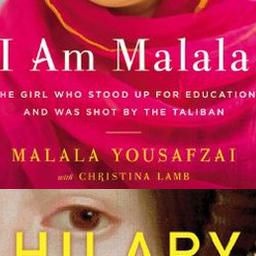 I Am Malala
HE GIRL WHO STOOD UP FOR EDUCATION
AND WAS SHOT BY THE TALIBAN
MALALA YOUSAFZAI
with CHRISTINA LAMB
HILARY